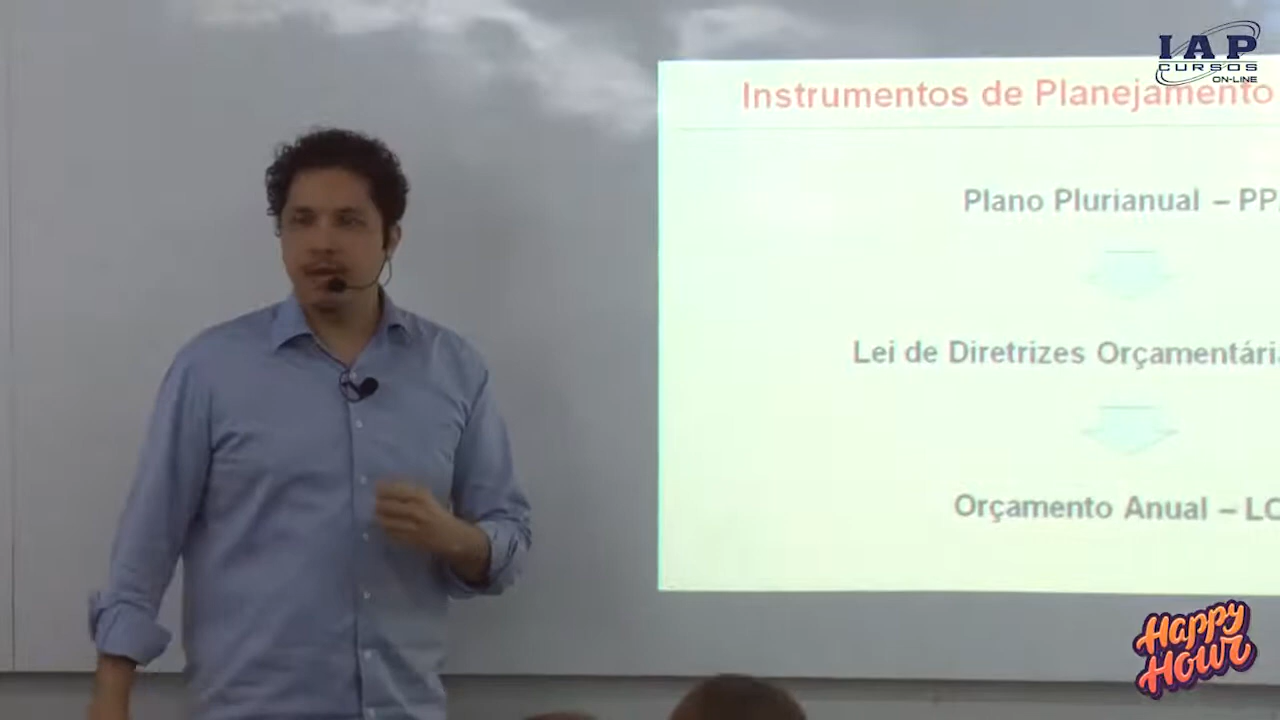 IAP
CURSOS
ON-LINE
Instrumentos de Planejamento
Plano Plurianual – PP
Lei de Diretrizes Orçamentári
Orçamento Anual – LO
Happy
Hour